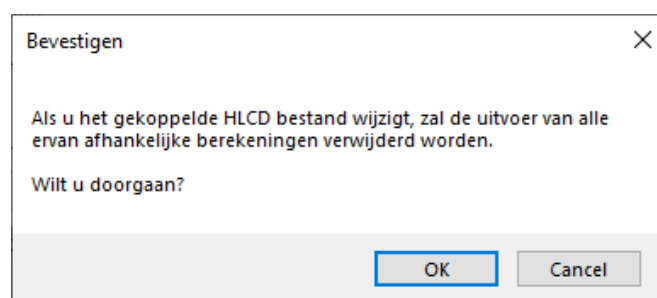 Bevestigen
Als u het gekoppelde HLCD bestand wijzigt, zal de uitvoer van alle
ervan afhankelijke berekeningen verwijderd worden.
Wilt u doorgaan?
OK
Cancel